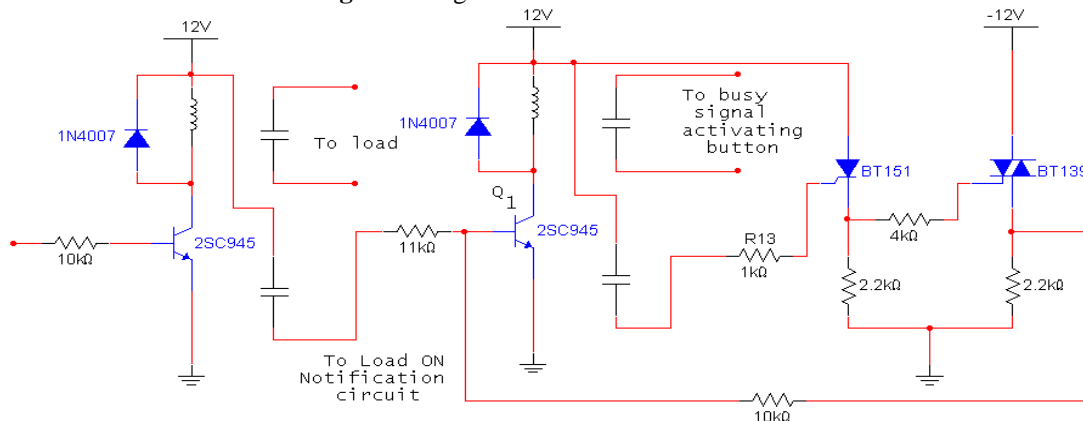 12V
12V
-12V
1N4007
To load
1N4007
To busy
signal
activating
button
BT151
BT139
Q1
2SC945
10kΩ
11kΩ
2SC945
R13
1kΩ
4kΩ
2.2kΩ
2.2kΩ
To Load ON
Notification
circuit
10kΩ